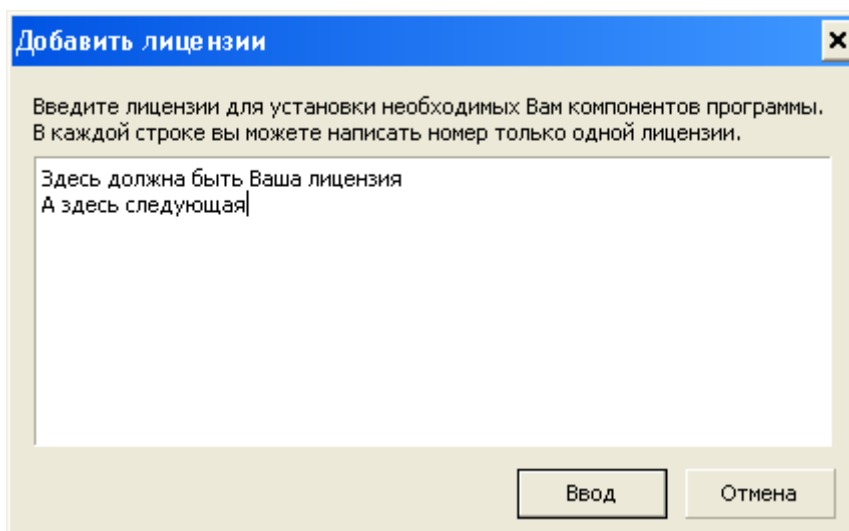 Добавить лицензии
Введите лицензии для установки необходимых Вам компонентов программы.
В каждой строке вы можете написать номер только одной лицензии.
Здесь должна быть Ваша лицензия
А здесь следующая
Ввод
Отмена